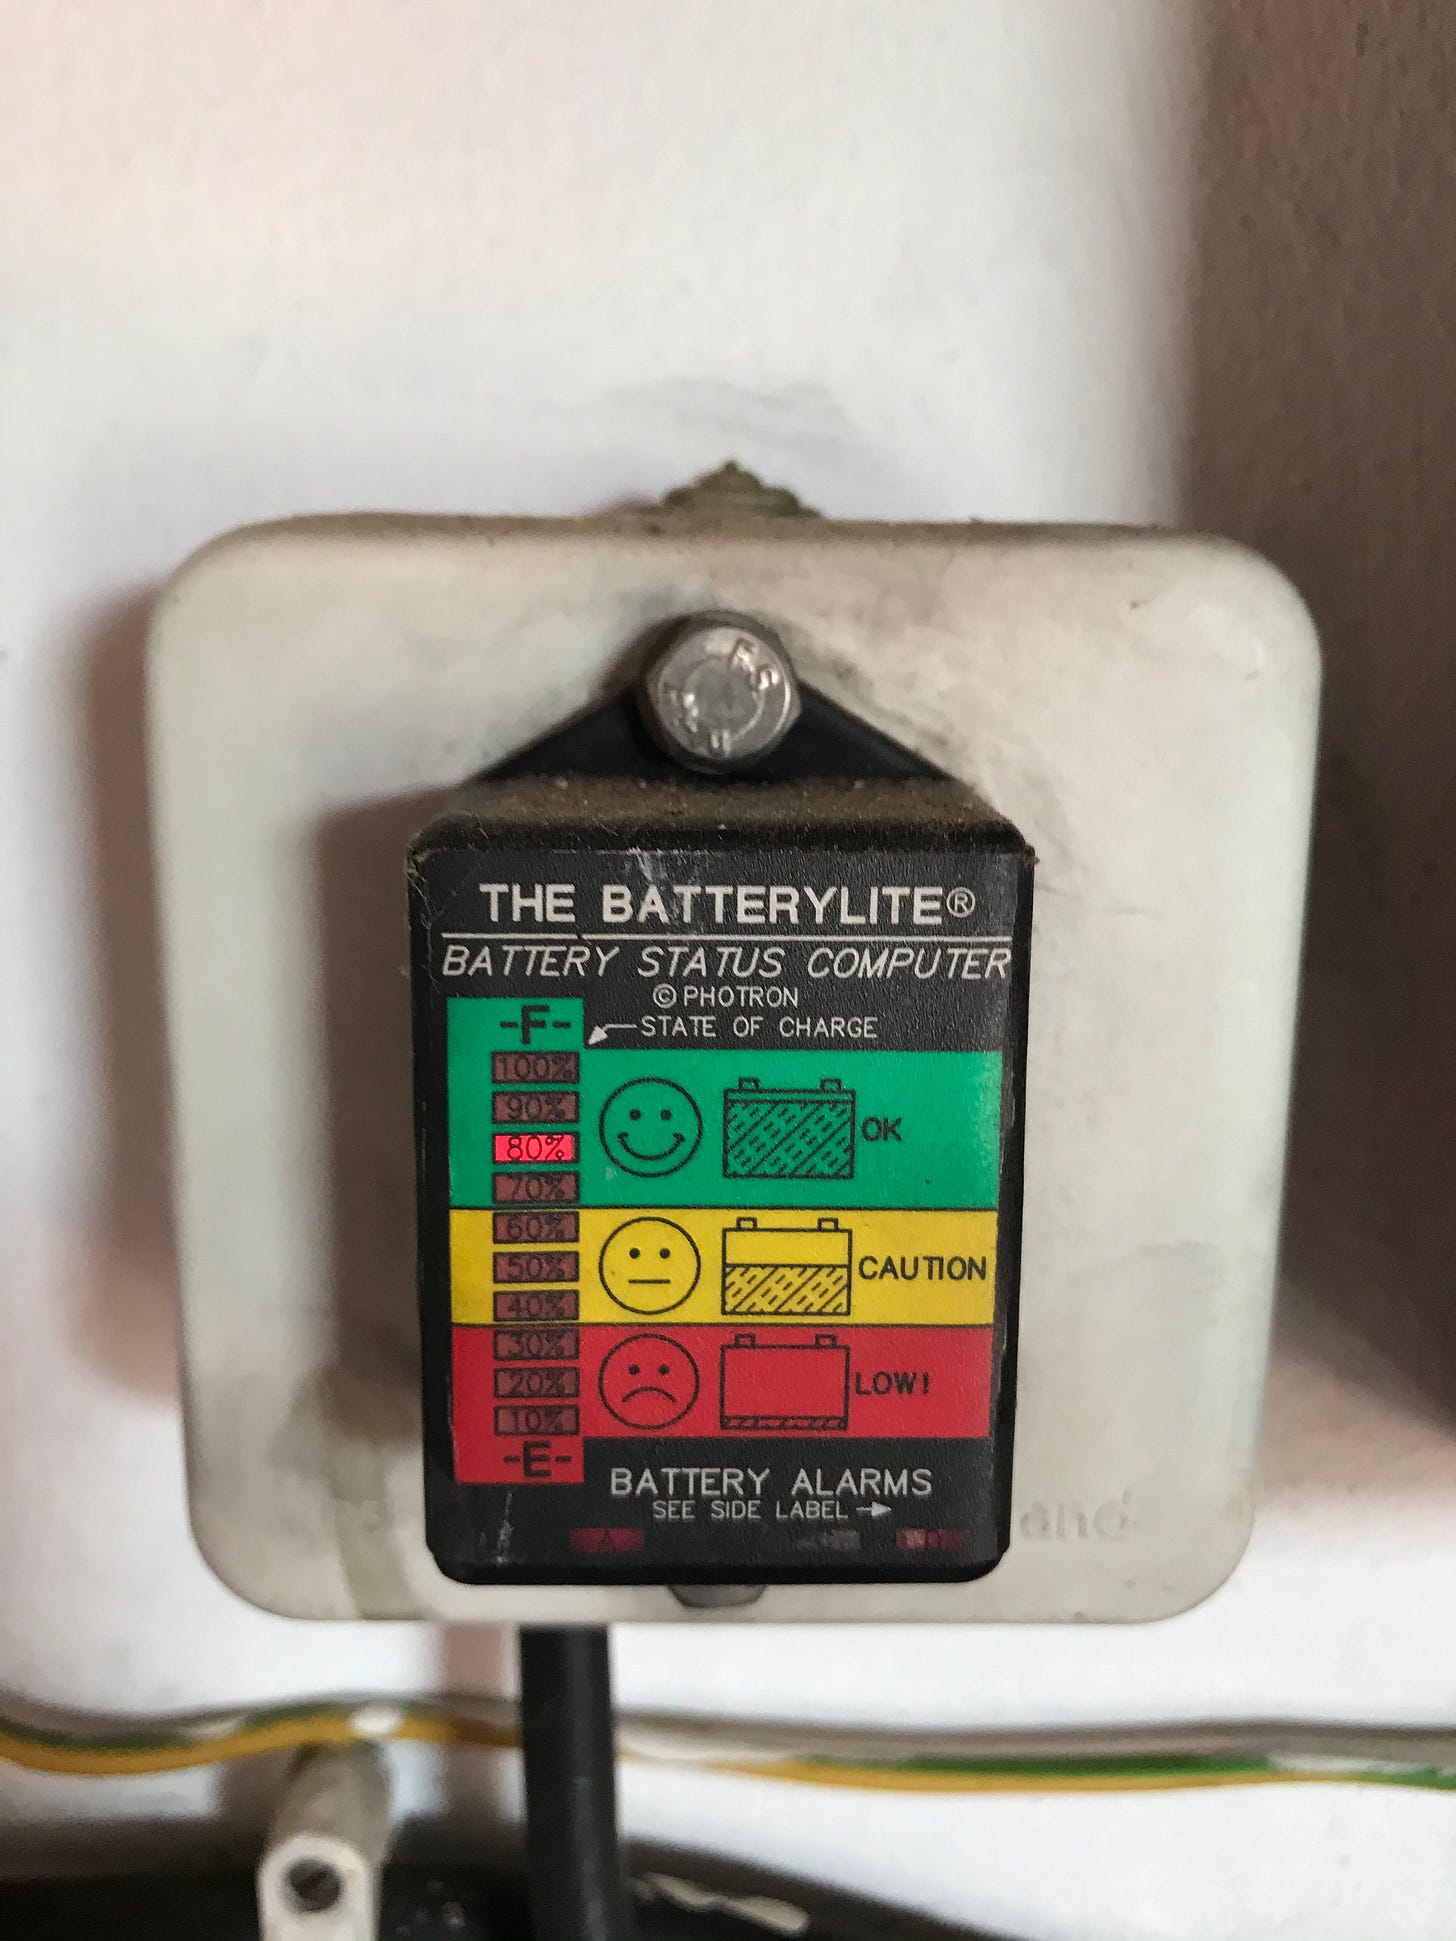 THE BATTERYLITE®
BATTERY STATUS COMPUTER
© PHOTRON
-F-
STATE OF CHARGE
100%
90%
80%
70%
OK
60%
50%
40%
CAUTION
30%
20%
10%
LOW!
-E-
BATTERY ALARMS
SEE SIDE LABEL